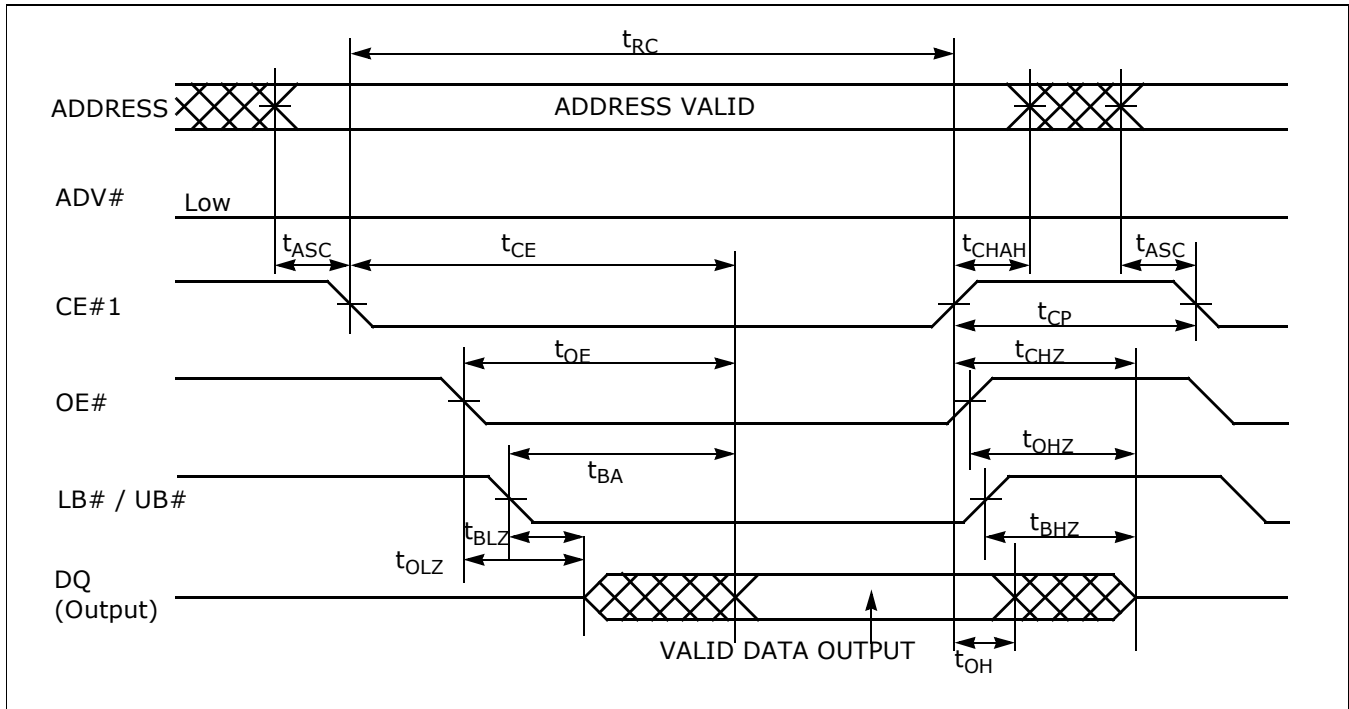 tRC
ADDRESS
ADDRESS VALID
ADV#
Low
tASC
tCE
tCHAH
tASC
CE#1
tCP
tOE
tCHZ
OE#
tOHZ
tBA
LB# / UB#
tBLZ
tBHZ
tOLZ
DQ
(Output)
VALID DATA OUTPUT
tOH